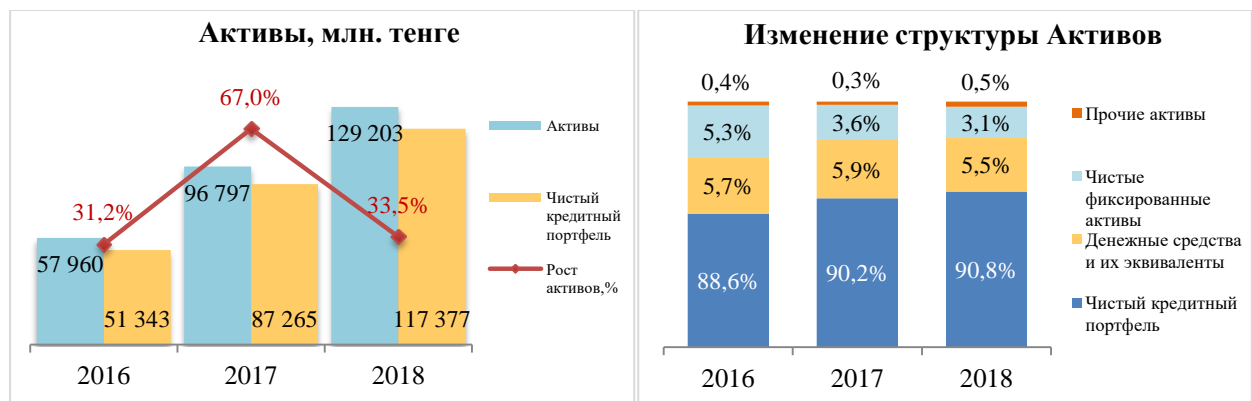 Активы, млн. тенге
67,0%
129 203
96 797
33,5%
31,2%
57 960
51 343
87 265
117 377
2016
2017
2018
Активы
Чистый
кредитный
портфель
Рост
активов,%
Изменение структуры Активов
0,4%
0,3%
0,5%
5,3%
3,6%
3,1%
5,7%
5,9%
5,5%
88,6%
90,2%
90,8%
2016
2017
2018
Прочие активы
Чистые
фиксированные
активы
Денежные средства
и их эквиваленты
Чистый кредитный
портфель